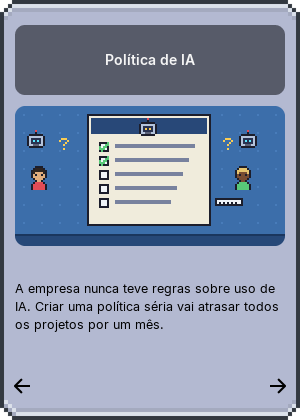 Política de IA
A empresa nunca teve regras sobre uso de
IA. Criar uma política séria vai atrasar todos
os projetos por um mês.